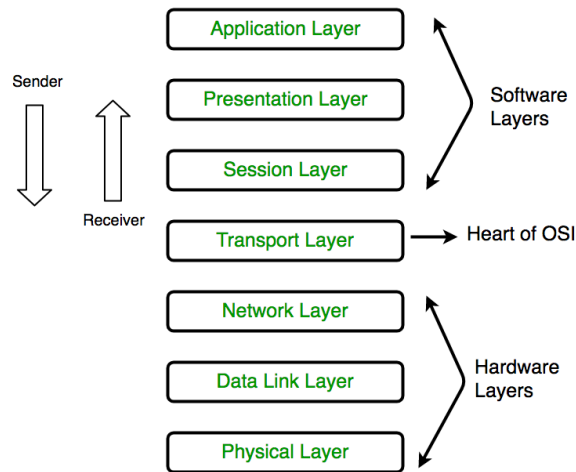 Application Layer
Sender
Presentation Layer
Software
Layers
Session Layer
Receiver
Transport Layer
Heart of OSI
Network Layer
Data Link Layer
Hardware
Layers
Physical Layer